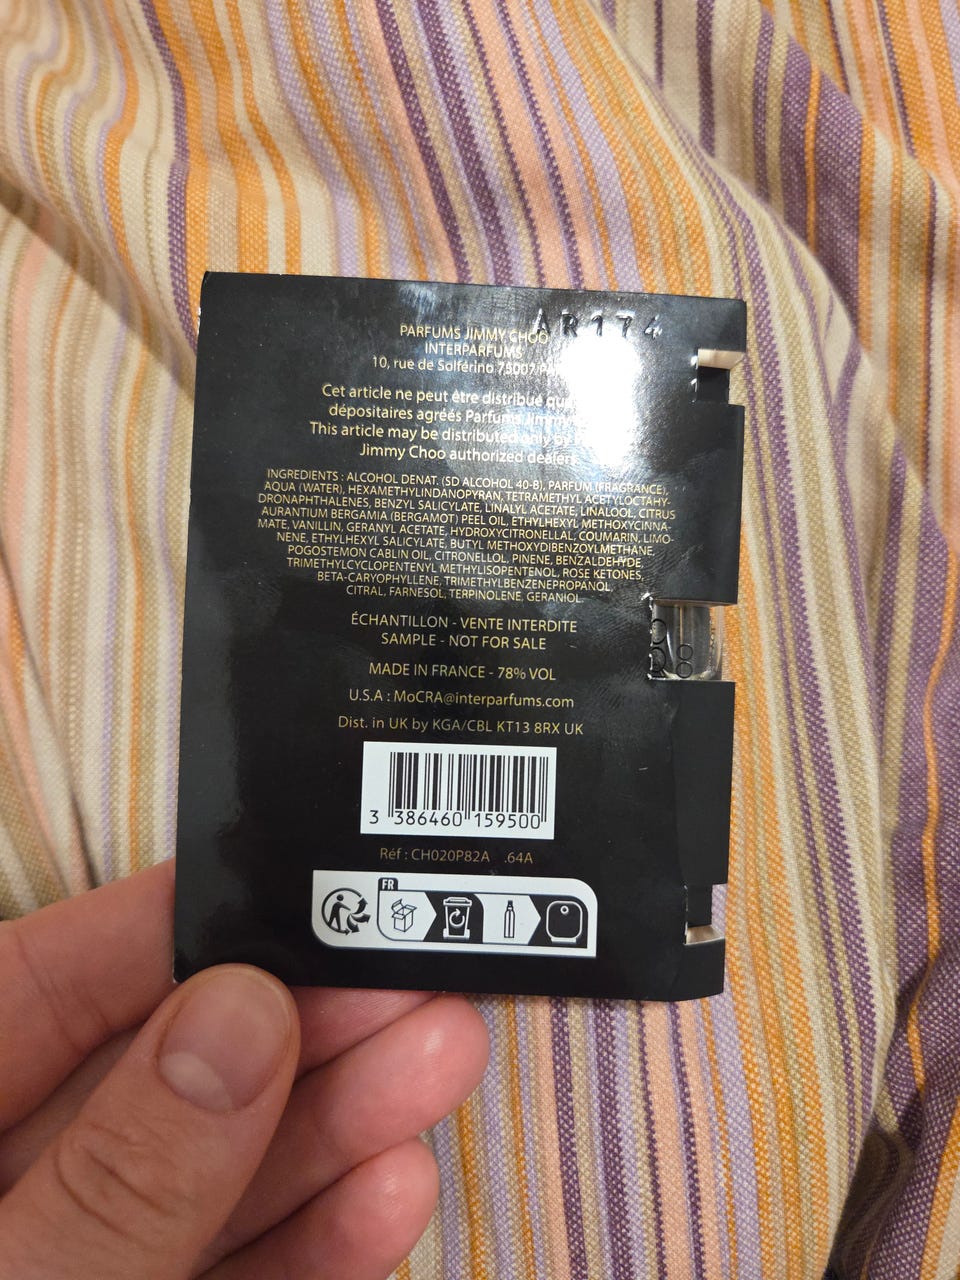 AR174
PARFUMS JIMMY CHOO
INTERPARFUMS
10, rue de Solférino 75007
Cet article ne peut être distribué
dépositaires agréés Parfums Jimmy
This article may be distributed only by
Jimmy Choo authorized dealers
INGREDIENTS : ALCOHOL DENAT. (SD ALCOHOL 40-B), PARFUM (FRAGRANCE),
AQUA (WATER), HEXAMETHYLINDANOPYRAN, TETRAMETHYL ACETYLOCTAHY-
DRONAPHTHALENES, BENZYL SALICYLATE, LINALYL ACETATE, LINALOOL, CITRUS
AURANTIUM BERGAMIA (BERGAMOT) PEEL OIL, ETHYLHEXYL METHOXYCINNA-
MATE, VANILLIN, GERANYL ACETATE, HYDROXYCITRONELLAL, COUMARIN, LIMO-
NENE, ETHYLHEXYL SALICYLATE, BUTYL METHOXYDIBENZOYLMETHANE,
POGOSTEMON CABLIN OIL, CITRONELLOL, PINENE, BENZALDEHYDE,
TRIMETHYLCYCLOPENTENYL METHYLISOPENTENOL, ROSE KETONES,
BETA-CARYOPHYLLENE, TRIMETHYLBENZENEPROPANOL,
CITRAL, FARNESOL, TERPINOLENE, GERANIOL.
ÉCHANTILLON - VENTE INTERDITE
SAMPLE - NOT FOR SALE
MADE IN FRANCE - 78% VOL
U.S.A : MoCRA@interparfums.com
Dist. in UK by KGA/CBL KT13 8RX UK
3 386460 159500
Réf : CH020P82A .64A
FR